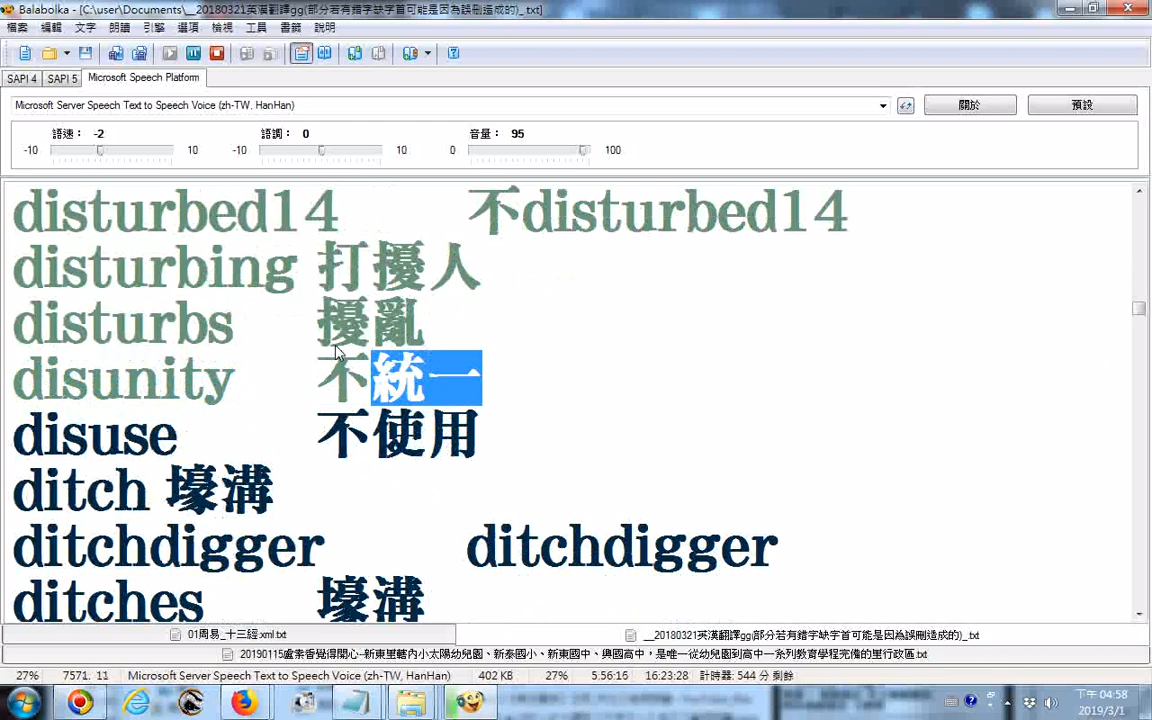 Balabolka - [C:\user\Documents\__20180321英漢翻譯gg(部分若有錯字缺字首可能是因為誤刪造成的)_.txt]
檔案 編輯 文字 朗讀 引擎 選項 檢視 工具 書籤 說明
SAPI 4 SAPI 5 Microsoft Speech Platform
Microsoft Server Speech Text to Speech Voice (zh-TW, HanHan) 關於 預設
語速： -2 語調： 0 音量： 95
-10 10 -10 10 0 100
disturbed14 不disturbed14
disturbing 打擾人
disturbs 擾亂
disunity 不統一
disuse 不使用
ditch 壕溝
ditchdigger ditchdigger
ditches 壕溝
01周易_十三經.xml.txt __20180321英漢翻譯gg(部分若有錯字缺字首可能是因為誤刪造成的)_.txt
20190115盧素香覺得開心-新東里轄內小太陽幼兒園、新泰國小、新東國中、興國高中，是唯一從幼兒園到高中一系列教育學程完備的里行政區.txt
27% 7571. 11 Microsoft Server Speech Text to Speech Voice (zh-TW, HanHan) 402 KB 27% 5:56:16 16:23:28 計時器: 544 分 剩餘
下午 04:58
2019/3/1